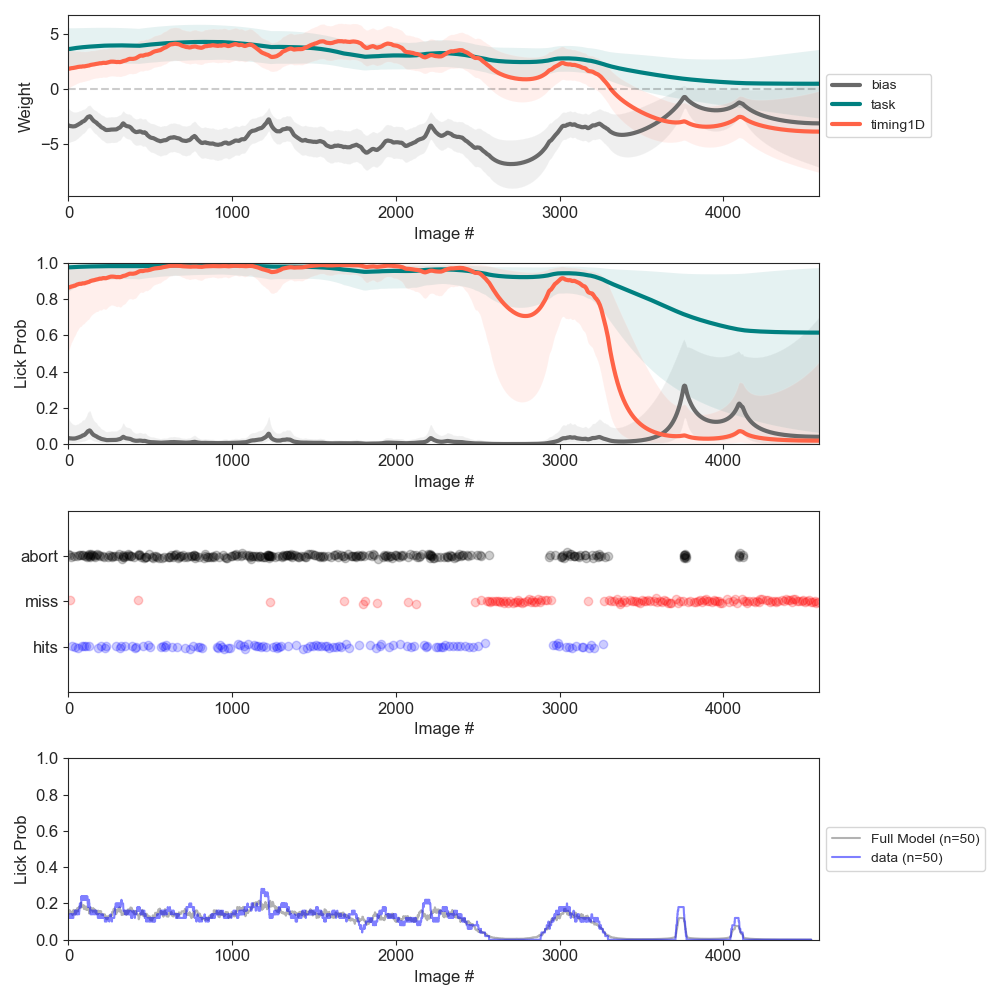 Weight
5
0
−5
0
1000
2000
3000
4000
Image #
bias
task
timing1D
Lick Prob
1.0
0.8
0.6
0.4
0.2
0.0
0
1000
2000
3000
4000
Image #
abort
miss
hits
0
1000
2000
3000
4000
Image #
Lick Prob
1.0
0.8
0.6
0.4
0.2
0.0
0
1000
2000
3000
4000
Image #
Full Model (n=50)
data (n=50)